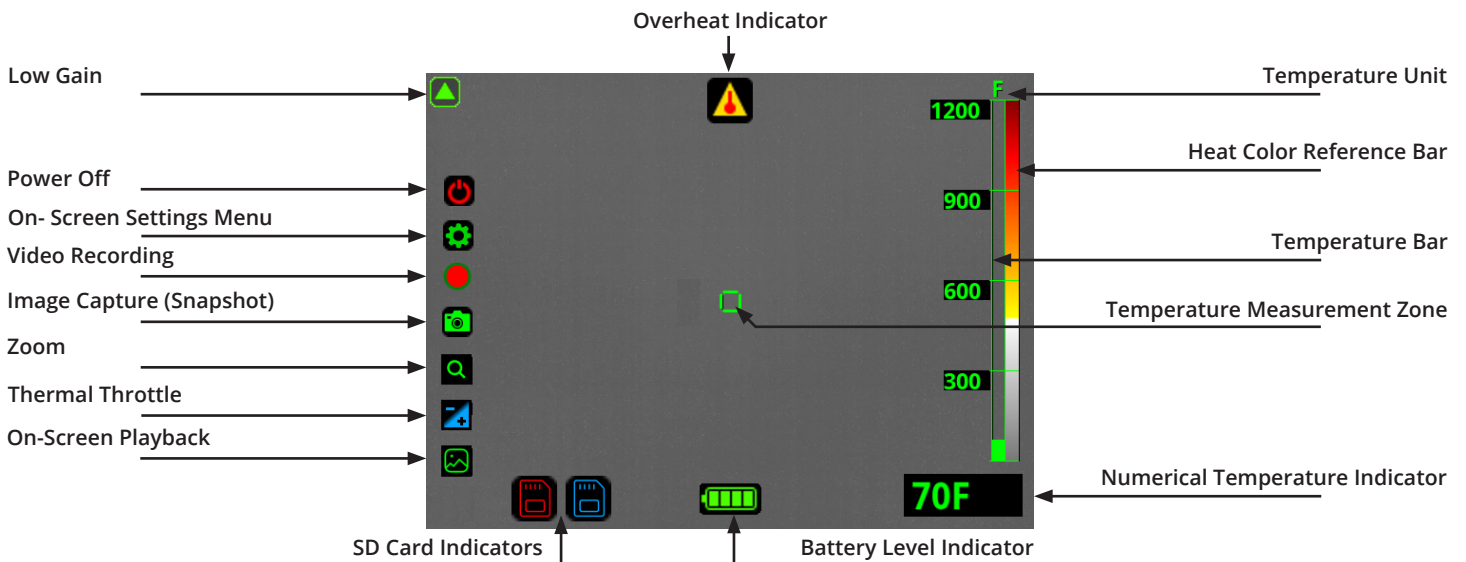 Overheat Indicator
Low Gain
Temperature Unit
F
1200
Heat Color Reference Bar
Power Off
900
On- Screen Settings Menu
Temperature Bar
Video Recording
600
Image Capture (Snapshot)
Temperature Measurement Zone
Zoom
300
Thermal Throttle
On-Screen Playback
Numerical Temperature Indicator
70F
SD Card Indicators
Battery Level Indicator